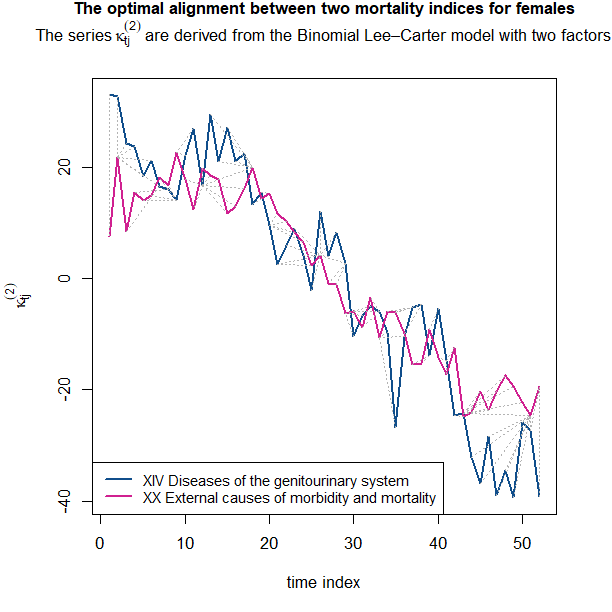 The optimal alignment between two mortality indices for females
The series κtj(2) are derived from the Binomial Lee–Carter model with two factors
κtj(2)
20
0
-20
-40
XIV Diseases of the genitourinary system
XX External causes of morbidity and mortality
0 10 20 30 40 50
time index